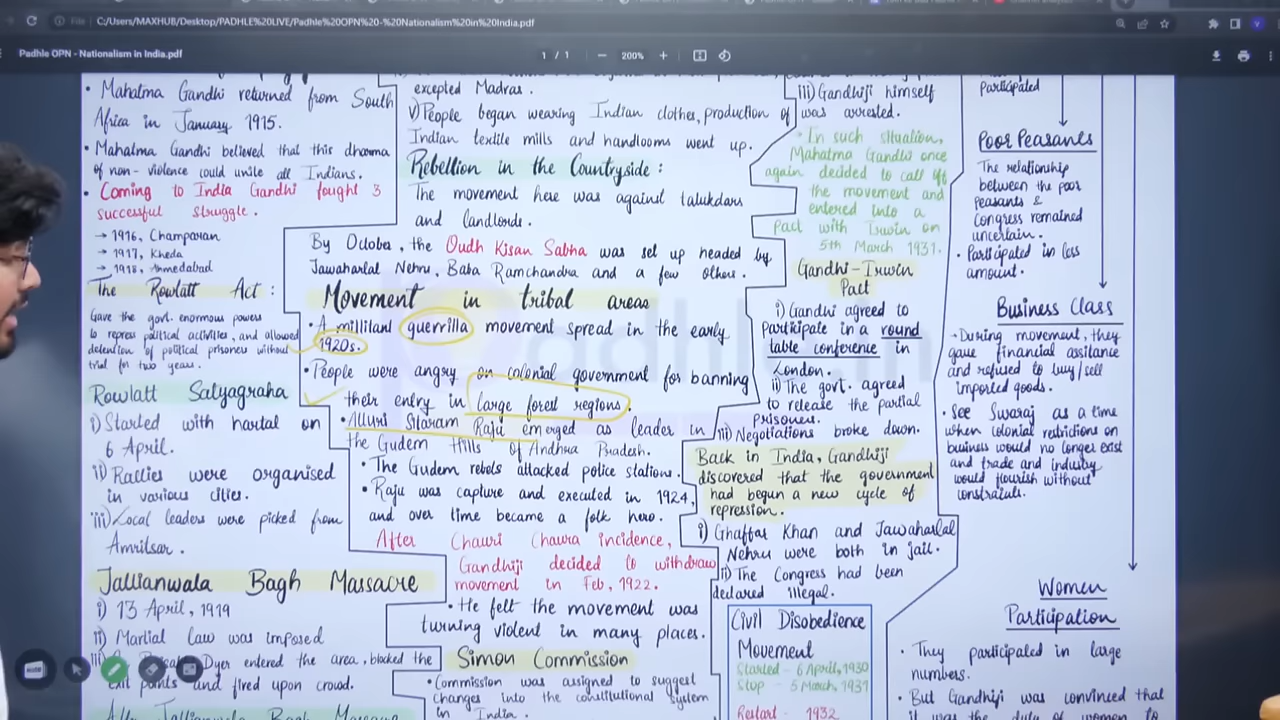 File
C:/Users/MAXHUB/Desktop/PADHLE%20LIVE/Padhle%20OPN%20-%20Nationalism%20in%20India.pdf
Padhle OPN - Nationalism in India.pdf
1 / 1
200%
• Mahatma Gandhi returned from South
Africa in January 1915.
• Mahatma Gandhi believed that this dharma
of non-violence could unite all Indians.
• Coming to India Gandhi fought 3
successful struggle.
→ 1916, Champaran
→ 1917, Kheda
→ 1918, Ahmedabad
The Rowlatt Act :
Gave the govt. enormous powers
to repress political activities, and allowed
detention of political prisoners without
trial for two years.
Rowlatt Satyagraha
i) Started with hartal on
6 April.
ii) Rallies were organised
in various cities.
iii) Local leaders were picked from
Amritsar.
Jallianwala Bagh Massacre
i) 13 April, 1919
ii) Martial law was imposed
Dyer entered the area, blocked the
exit points and fired upon crowd.
After Jallianwala Bagh Massacre
excepted Madras.
v) People began wearing Indian clothes, production of
Indian textile mills and handlooms went up.
Rebellion in the Countryside :
The movement here was against talukdars
and landlords.
By Octoba, the Oudh Kisan Sabha was set up headed by
Jawaharlal Nehru, Baba Ramchandra and a few others.
Movement in tribal areas
• A militant guerrilla movement spread in the early
1920s.
• People were angry on colonial government for banning
their entry in large forest regions.
• Alluri Sitaram Raju emerged as leader in
the Gudem Hills of Andhra Pradesh.
• The Gudem rebels attacked police stations.
• Raju was capture and executed in 1924,
and over time became a folk hero.
After Chauri Chaura incidence,
Gandhiji decided to withdraw
movement in Feb, 1922.
• He felt the movement was
turning violent in many places.
Simon Commission
• Commission was assigned to suggest
changes into the constitutional system
in India.
iii) Gandhiji himself
was arrested.
• In such situation,
Mahatma Gandhi once
again decided to call off
the movement and
entered into a
pact with Irwin on
5th March 1931.
Gandhi-Irwin
Pact
i) Gandhi agreed to
participate in a round
table conference in
London.
ii) The govt. agreed
to release the partial
prisoners.
iii) Negotiations broke down.
Back in India, Gandhiji
discovered that the government
had begun a new cycle of
repression.
i) Ghaffar Khan and Jawaharlal
Nehru were both in jail.
ii) The Congress had been
declared illegal.
Civil Disobedience
Movement
Started - 6 April, 1930
Stop - 5 March, 1931
Restart - 1932
participated
Poor Peasants
The relationship
between the poor
peasants &
Congress remained
uncertain.
• Participated in less
amount.
Business Class
• During movement, they
gave financial assitance
and refused to buy/sell
imported goods.
• See Swaraj as a time
when colonial restrictions on
business would no longer exist
and trade and industry
would flourish without
constraints.
Women
Participation
• They participated in large
numbers.
• But Gandhiji was convinced that
it was the duty of women to